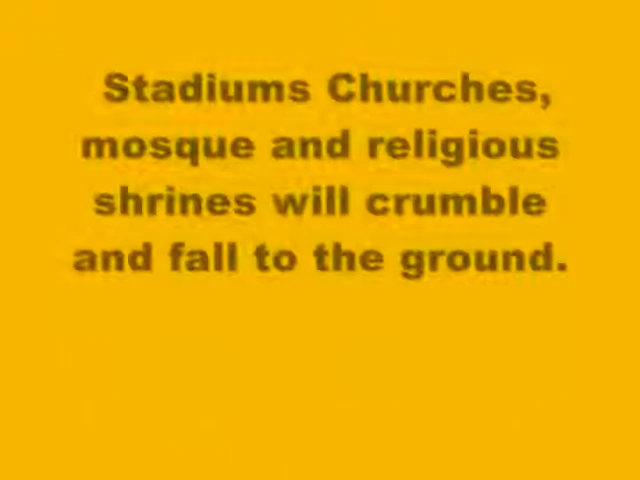 Stadiums Churches,
mosque and religious
shrines will crumble
and fall to the ground.